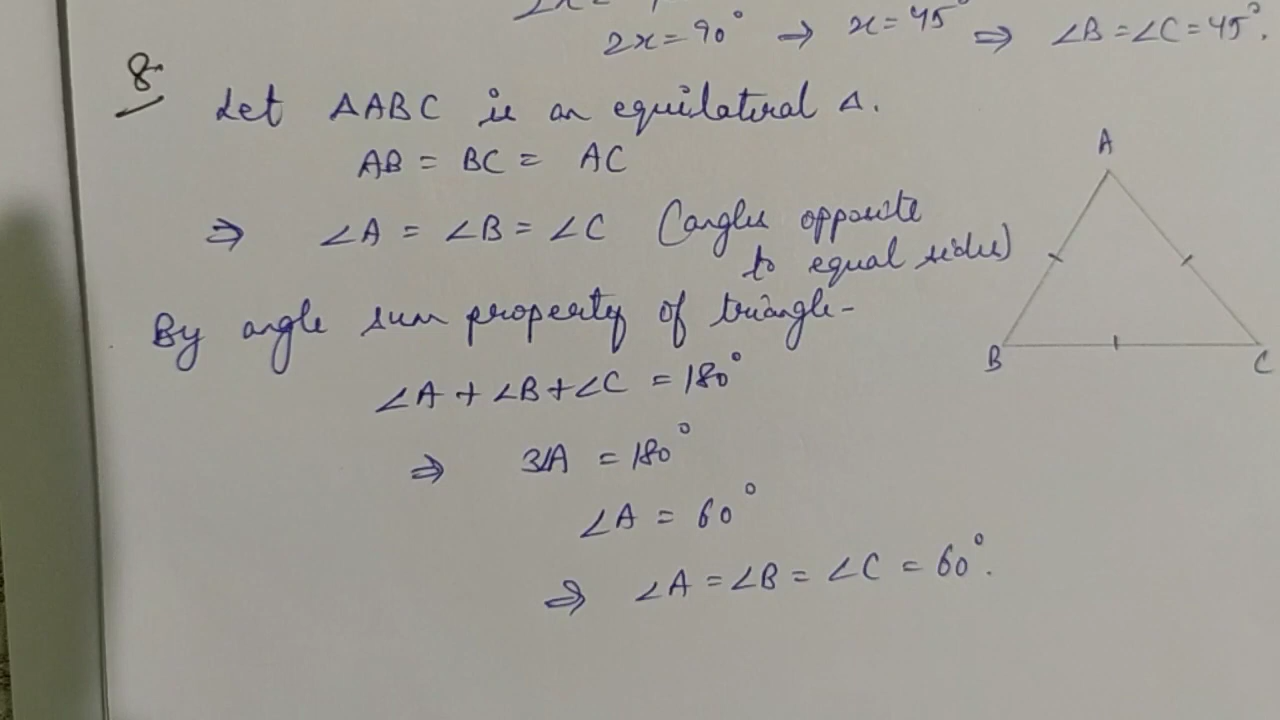 2x = 90° → x = 45° ⇒ ∠B = ∠C = 45°.
8
Let ΔABC is an equilateral Δ.
AB = BC = AC
⇒ ∠A = ∠B = ∠C (angles opposite
to equal sides)
By angle sum property of triangle-
∠A + ∠B + ∠C = 180°
⇒ 3∠A = 180°
∠A = 60°
⇒ ∠A = ∠B = ∠C = 60°.
A
B
C